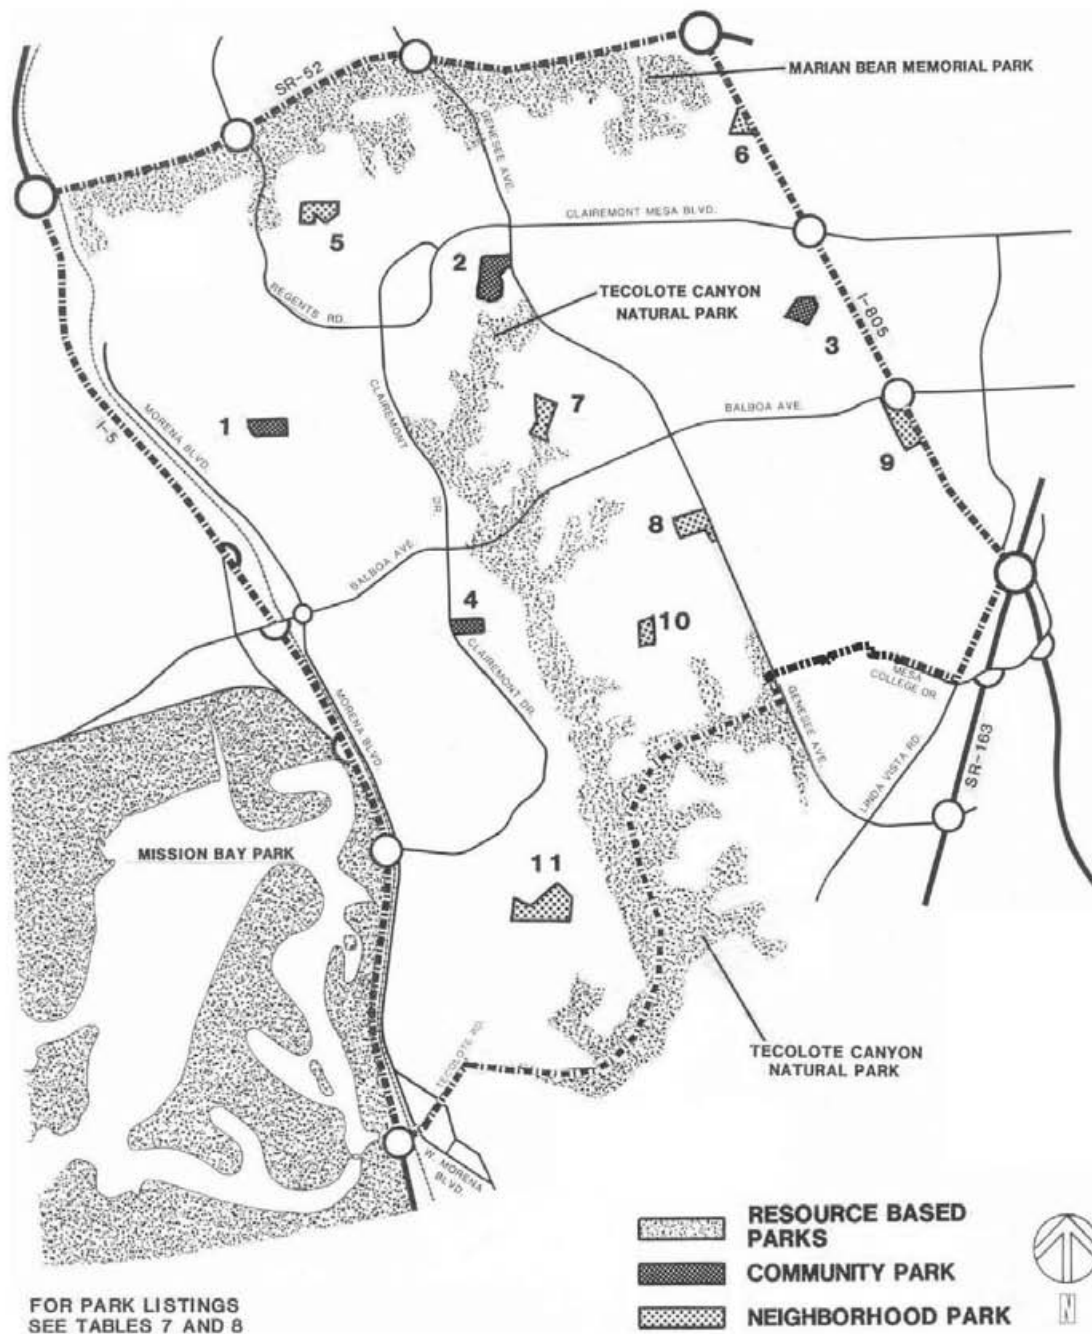 MARIAN BEAR MEMORIAL PARK
SR-52
GENESEE AVE.
6
CLAIREMONT MESA BLVD.
5
2
TECOLOTE CANYON
NATURAL PARK
REGENTS RD.
I-805
3
CLAIREMONT
DR.
7
BALBOA AVE.
1
MORENA BLVD.
I-5
9
8
BALBOA AVE.
4
10
CLAIREMONT DR.
MESA
COLLEGE DR.
GENESEE AVE.
MORENA BLVD.
LINDA VISTA RD.
SR-163
MISSION BAY PARK
11
TECOLOTE CANYON
NATURAL PARK
TECOLOTE RD.
W. MORENA
BLVD.
RESOURCE BASED
PARKS
COMMUNITY PARK
NEIGHBORHOOD PARK
N
FOR PARK LISTINGS
SEE TABLES 7 AND 8